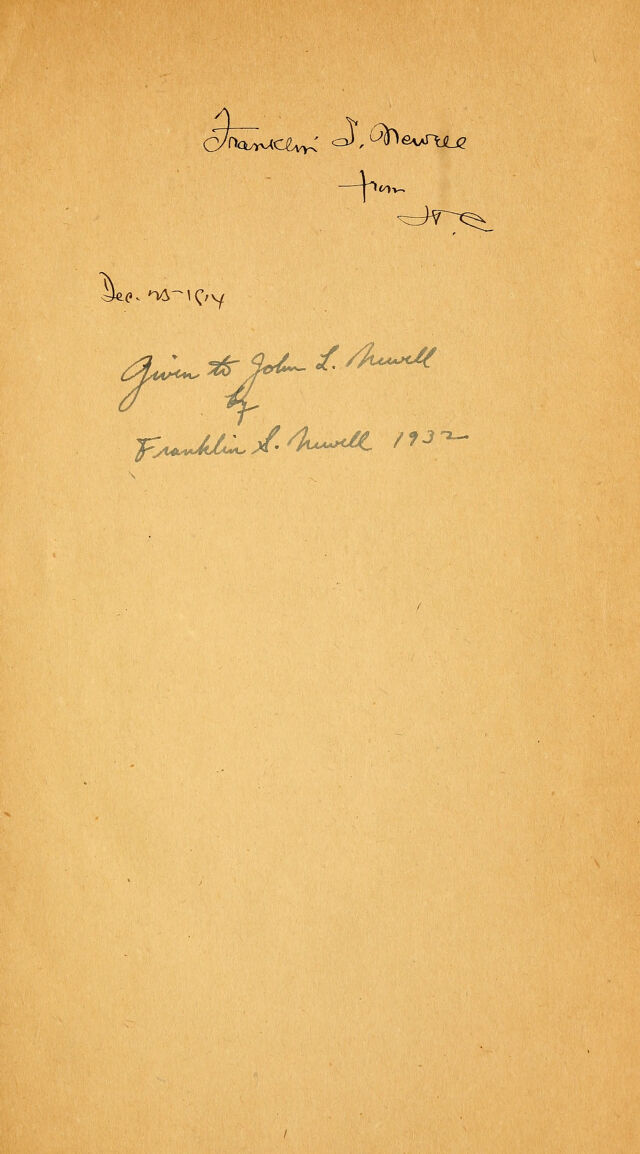 Franklin S. Newell
from
Dec. 25-1914
Given to John L. Newell
by
Franklin S. Newell 1932